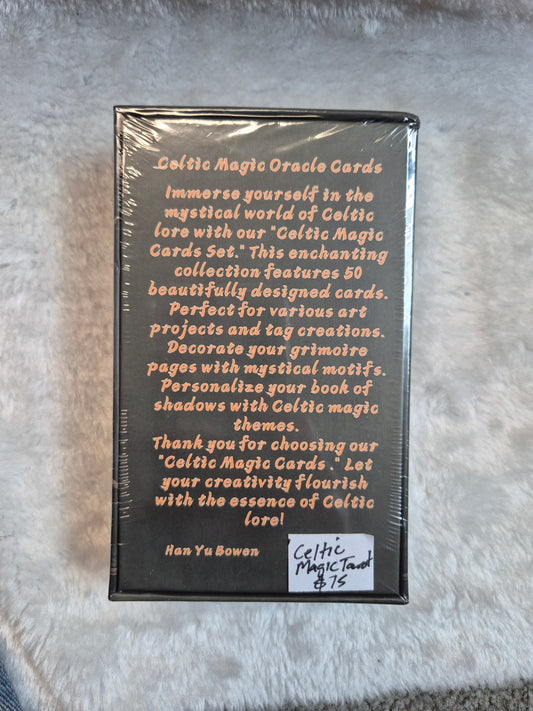 Celtic Magic Oracle Cards
Immerse yourself in the
mystical world of Celtic
lore with our "Celtic Magic
Cards Set." This enchanting
collection features 50
beautifully designed cards.
Perfect for various art
projects and tag creations.
Decorate your grimoire
pages with mystical motifs.
Personalize your book of
shadows with Celtic magic
themes.
Thank you for choosing our
"Celtic Magic Cards ." Let
your creativity flourish
with the essence of Celtic
lore!
Han Yu Bowen
Celtic
Magic Tarot
$75